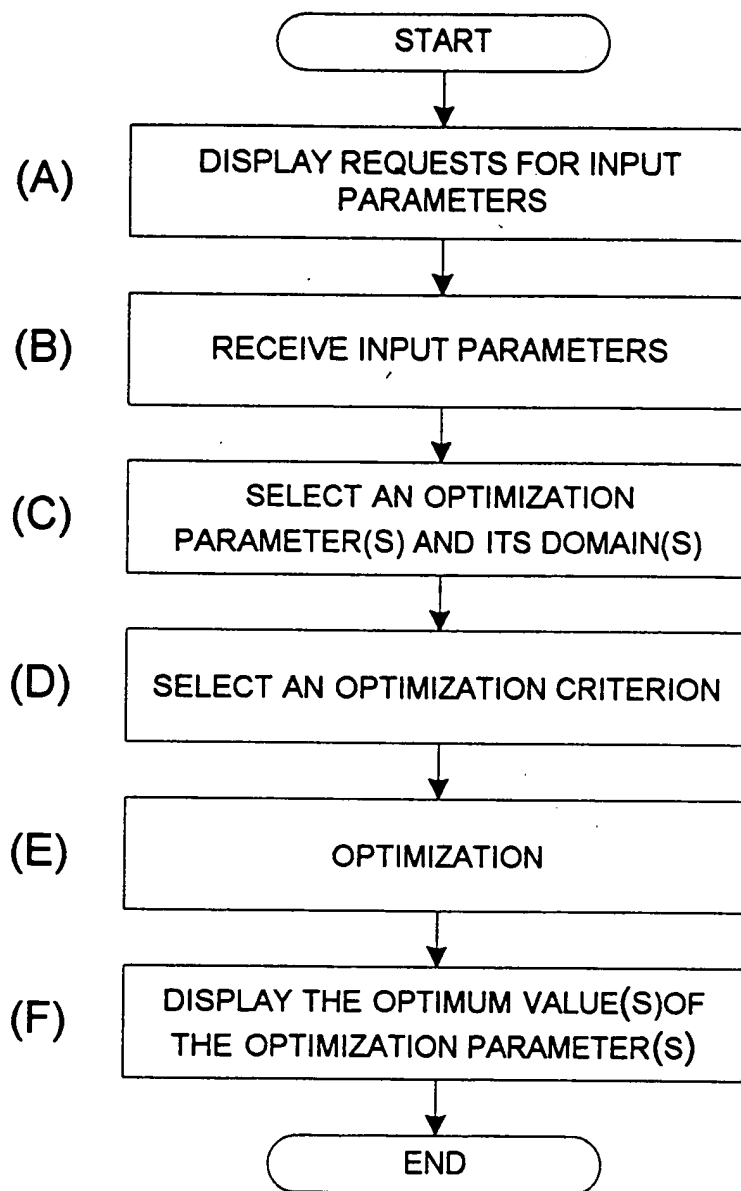 START
(A)
DISPLAY REQUESTS FOR INPUT
PARAMETERS
(B)
RECEIVE INPUT PARAMETERS
(C)
SELECT AN OPTIMIZATION
PARAMETER(S) AND ITS DOMAIN(S)
(D)
SELECT AN OPTIMIZATION CRITERION
(E)
OPTIMIZATION
(F)
DISPLAY THE OPTIMUM VALUE(S)OF
THE OPTIMIZATION PARAMETER(S)
END